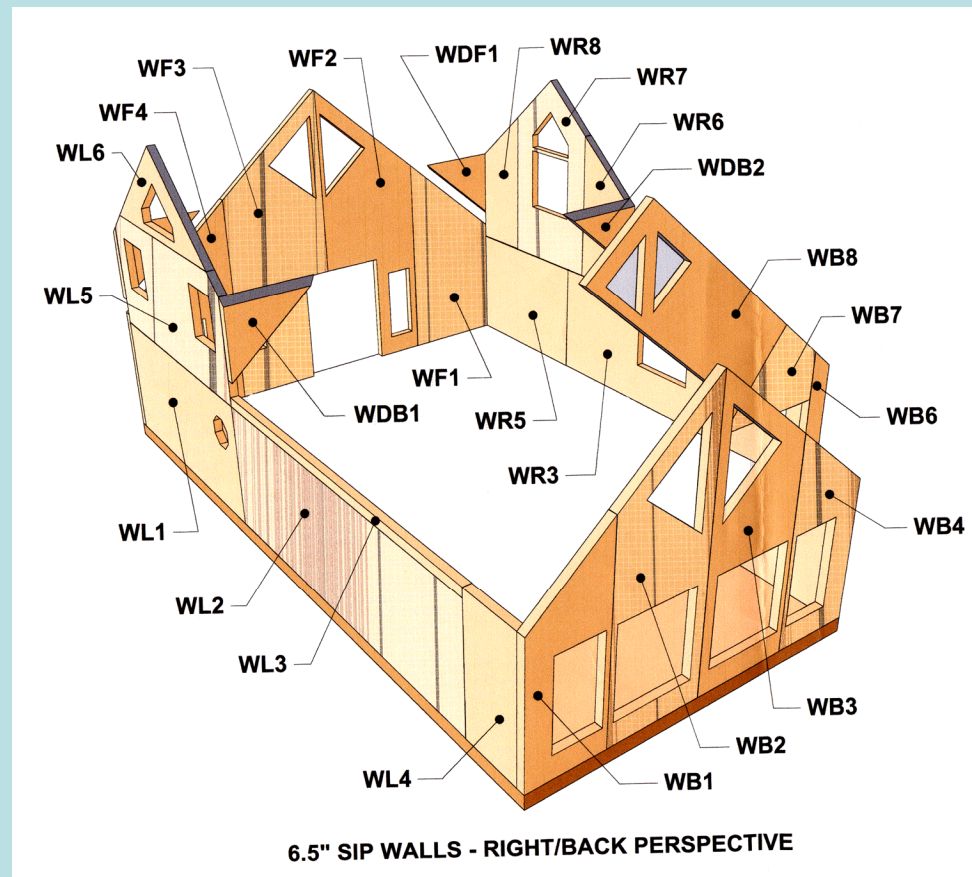 WDF1
WR8
WF2
WF3
WR7
WF4
WR6
WL6
WDB2
WB8
WL5
WB7
WF1
WDB1
WR5
WB6
WR3
WB4
WL1
WL2
WL3
WB3
WB2
WL4
WB1
6.5" SIP WALLS - RIGHT/BACK PERSPECTIVE